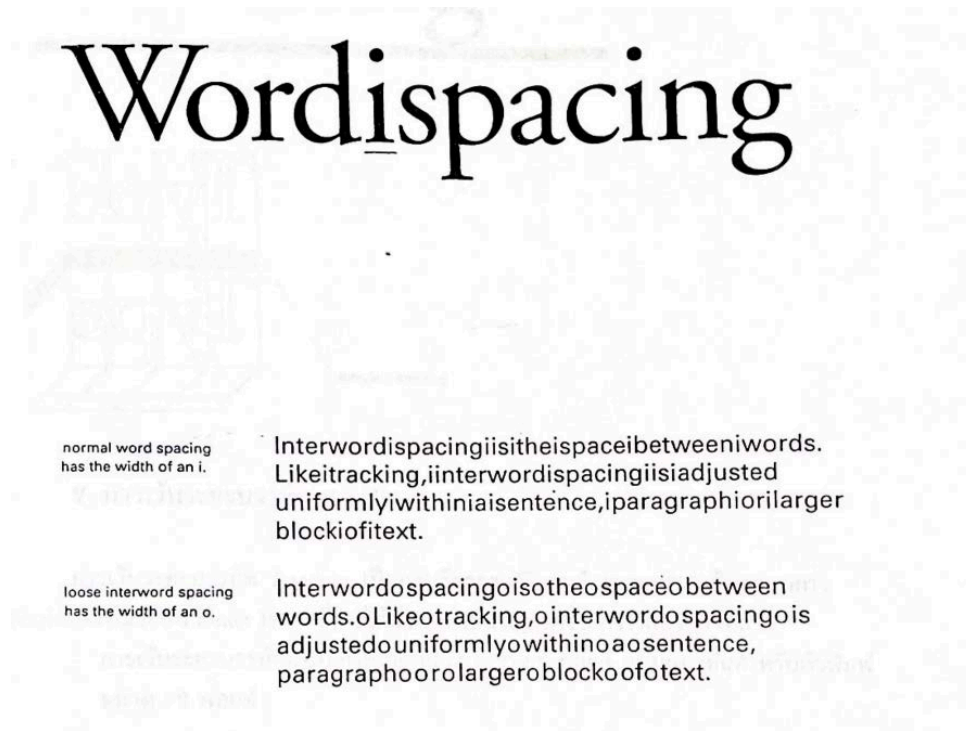 Wordispacing
normal word spacing
has the width of an i.
Interwordispacingiisitheispaceibetweeniwords.
Likeitracking,iinterwordispacingiisiadjusted
uniformlyiwithiniaisentence,iparagraphiorilarger
blockiofitext.
loose interword spacing
has the width of an o.
Interwordospacingoisotheospaceobetween
words.oLikeotracking,ointerwordospacingois
adjustedouniformlyowithinoaosentence,
paragraphoorolargeroblockoofotext.